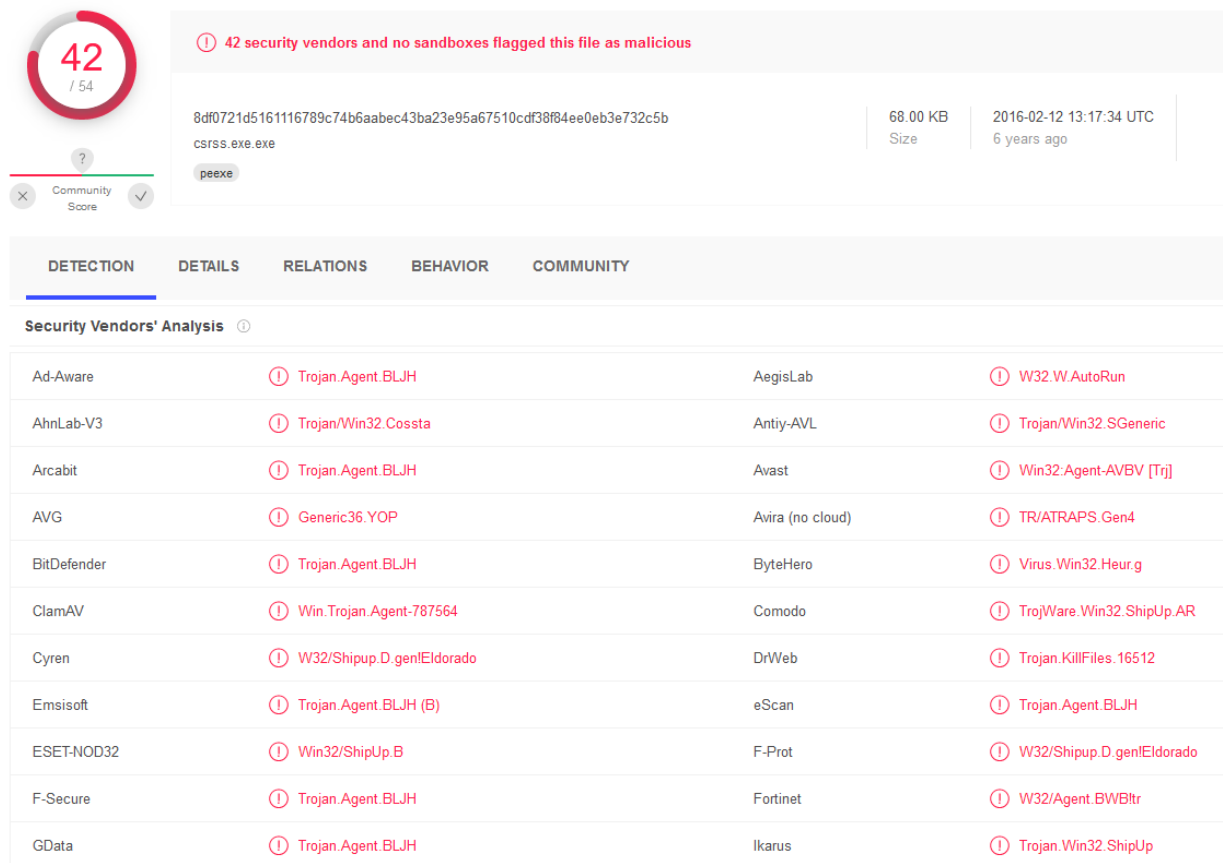 42
/ 54
42 security vendors and no sandboxes flagged this file as malicious
8df0721d5161116789c74b6aabec43ba23e95a67510cdf38f84ee0eb3e732c5b
csrss.exe.exe
peexe
68.00 KB
Size
2016-02-12 13:17:34 UTC
6 years ago
?
Community
Score
DETECTION DETAILS RELATIONS BEHAVIOR COMMUNITY
Security Vendors' Analysis
Ad-Aware Trojan.Agent.BLJH AegisLab W32.W.AutoRun
AhnLab-V3 Trojan/Win32.Cossta Antiy-AVL Trojan/Win32.SGeneric
Arcabit Trojan.Agent.BLJH Avast Win32:Agent-AVBV [Trj]
AVG Generic36.YOP Avira (no cloud) TR/ATRAPS.Gen4
BitDefender Trojan.Agent.BLJH ByteHero Virus.Win32.Heur.g
ClamAV Win.Trojan.Agent-787564 Comodo TrojWare.Win32.ShipUp.AR
Cyren W32/Shipup.D.gen!Eldorado DrWeb Trojan.KillFiles.16512
Emsisoft Trojan.Agent.BLJH (B) eScan Trojan.Agent.BLJH
ESET-NOD32 Win32/ShipUp.B F-Prot W32/Shipup.D.gen!Eldorado
F-Secure Trojan.Agent.BLJH Fortinet W32/Agent.BWB!tr
GData Trojan.Agent.BLJH Ikarus Trojan.Win32.ShipUp